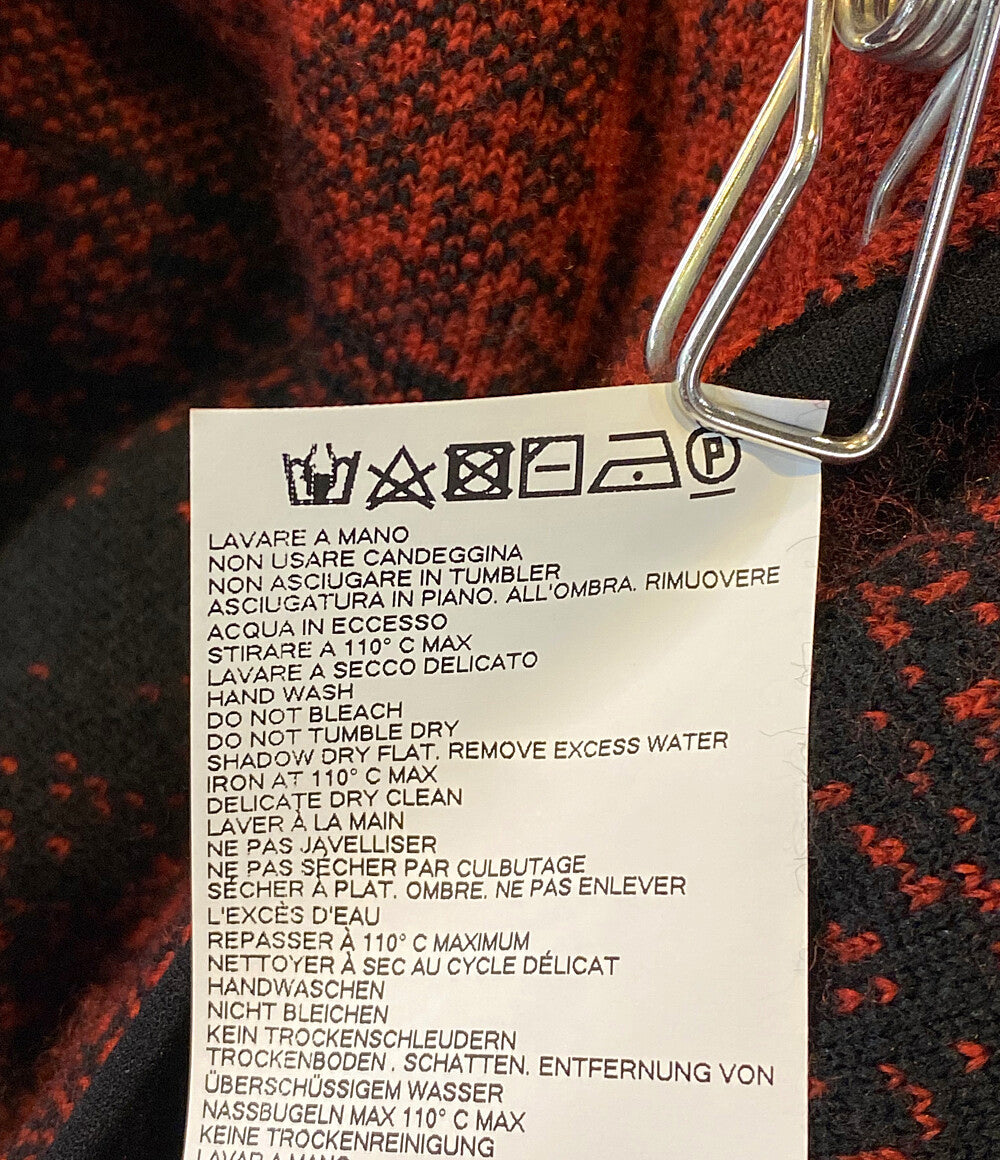 P
LAVARE A MANO
NON USARE CANDEGGINA
NON ASCIUGARE IN TUMBLER
ASCIUGATURA IN PIANO. ALL'OMBRA. RIMUOVERE
ACQUA IN ECCESSO
STIRARE A 110° C MAX
LAVARE A SECCO DELICATO
HAND WASH
DO NOT BLEACH
DO NOT TUMBLE DRY
SHADOW DRY FLAT. REMOVE EXCESS WATER
IRON AT 110° C MAX
DELICATE DRY CLEAN
LAVER À LA MAIN
NE PAS JAVELLISER
NE PAS SÉCHER PAR CULBUTAGE
SÉCHER À PLAT. OMBRE. NE PAS ENLEVER
L'EXCÈS D'EAU
REPASSER À 110° C MAXIMUM
NETTOYER À SEC AU CYCLE DÉLICAT
HANDWASCHEN
NICHT BLEICHEN
KEIN TROCKENSCHLEUDERN
TROCKENBODEN . SCHATTEN. ENTFERNUNG VON
ÜBERSCHÜSSIGEM WASSER
NASSBUGELN MAX 110° C MAX
KEINE TROCKENREINIGUNG
LAVAR A MANO